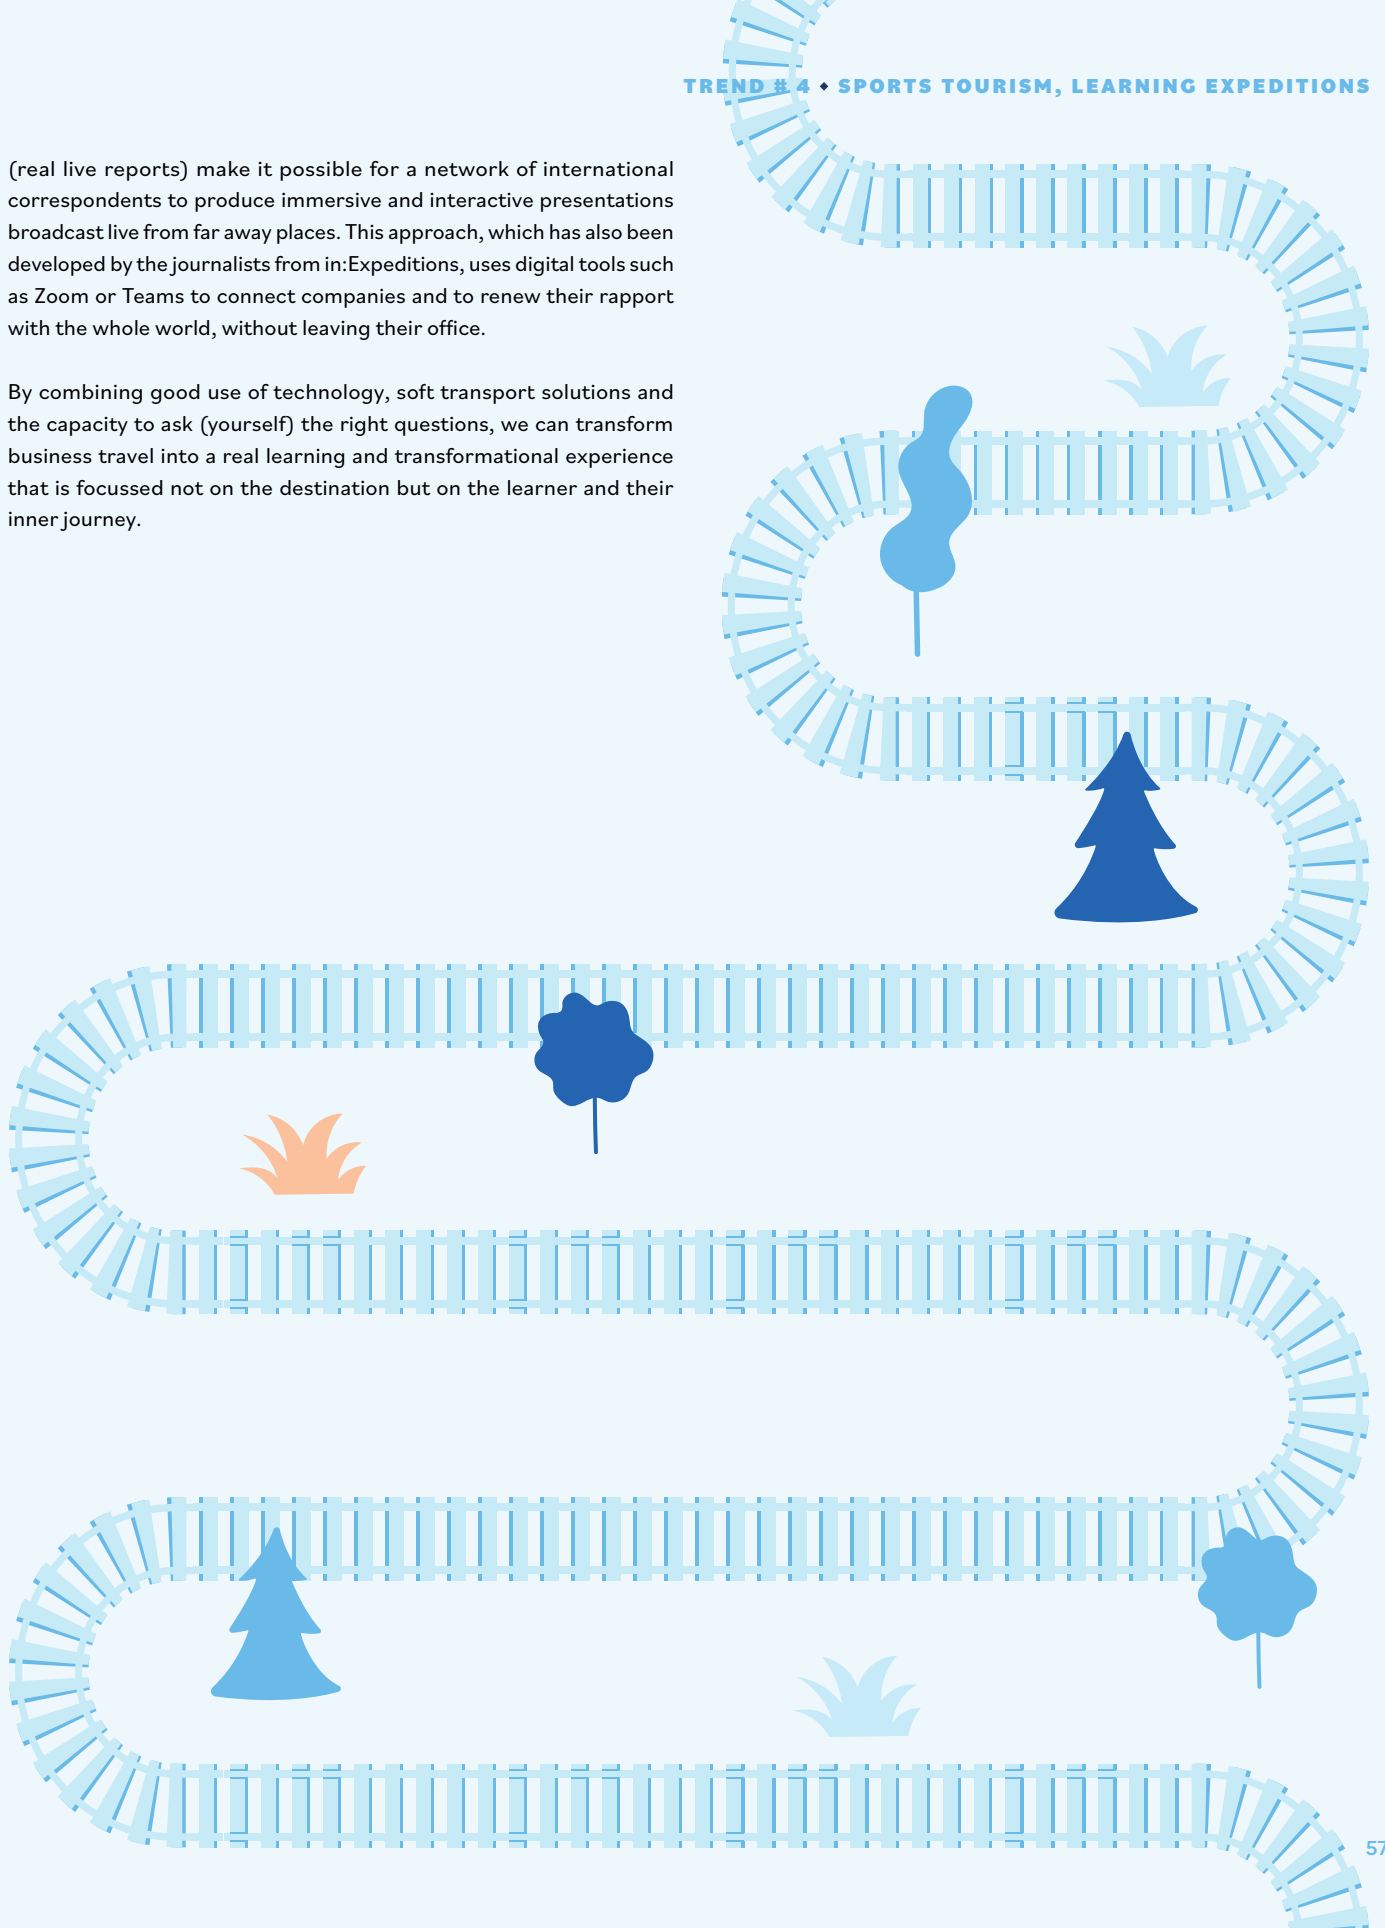 TREND # 4 ◆ SPORTS TOURISM, LEARNING EXPEDITIONS
(real live reports) make it possible for a network of international
correspondents to produce immersive and interactive presentations
broadcast live from far away places. This approach, which has also been
developed by the journalists from in:Expeditions, uses digital tools such
as Zoom or Teams to connect companies and to renew their rapport
with the whole world, without leaving their office.
By combining good use of technology, soft transport solutions and
the capacity to ask (yourself) the right questions, we can transform
business travel into a real learning and transformational experience
that is focussed not on the destination but on the learner and their
inner journey.
57